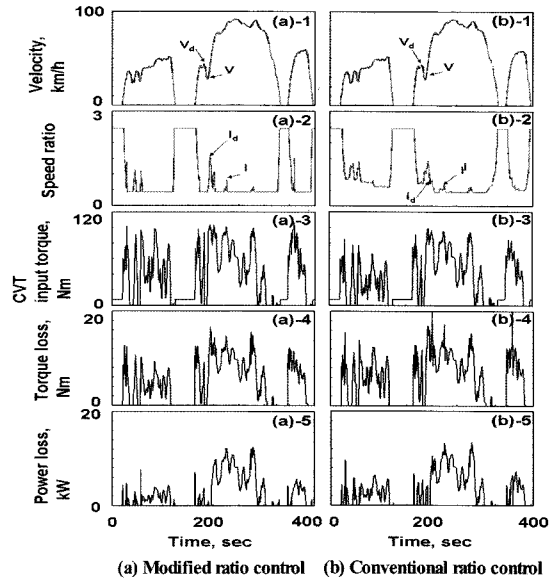 100
Velocity, km/h
0
(a)-1
V_d
V
(b)-1
V_d
V
3
Speed ratio
0
(a)-2
i_d
i
(b)-2
i_d
i
120
CVT input torque, Nm
0
(a)-3
(b)-3
20
Torque loss, Nm
0
(a)-4
(b)-4
20
Power loss, kW
0
(a)-5
(b)-5
0 200 400
0 200 400
Time, sec
Time, sec
(a) Modified ratio control
(b) Conventional ratio control